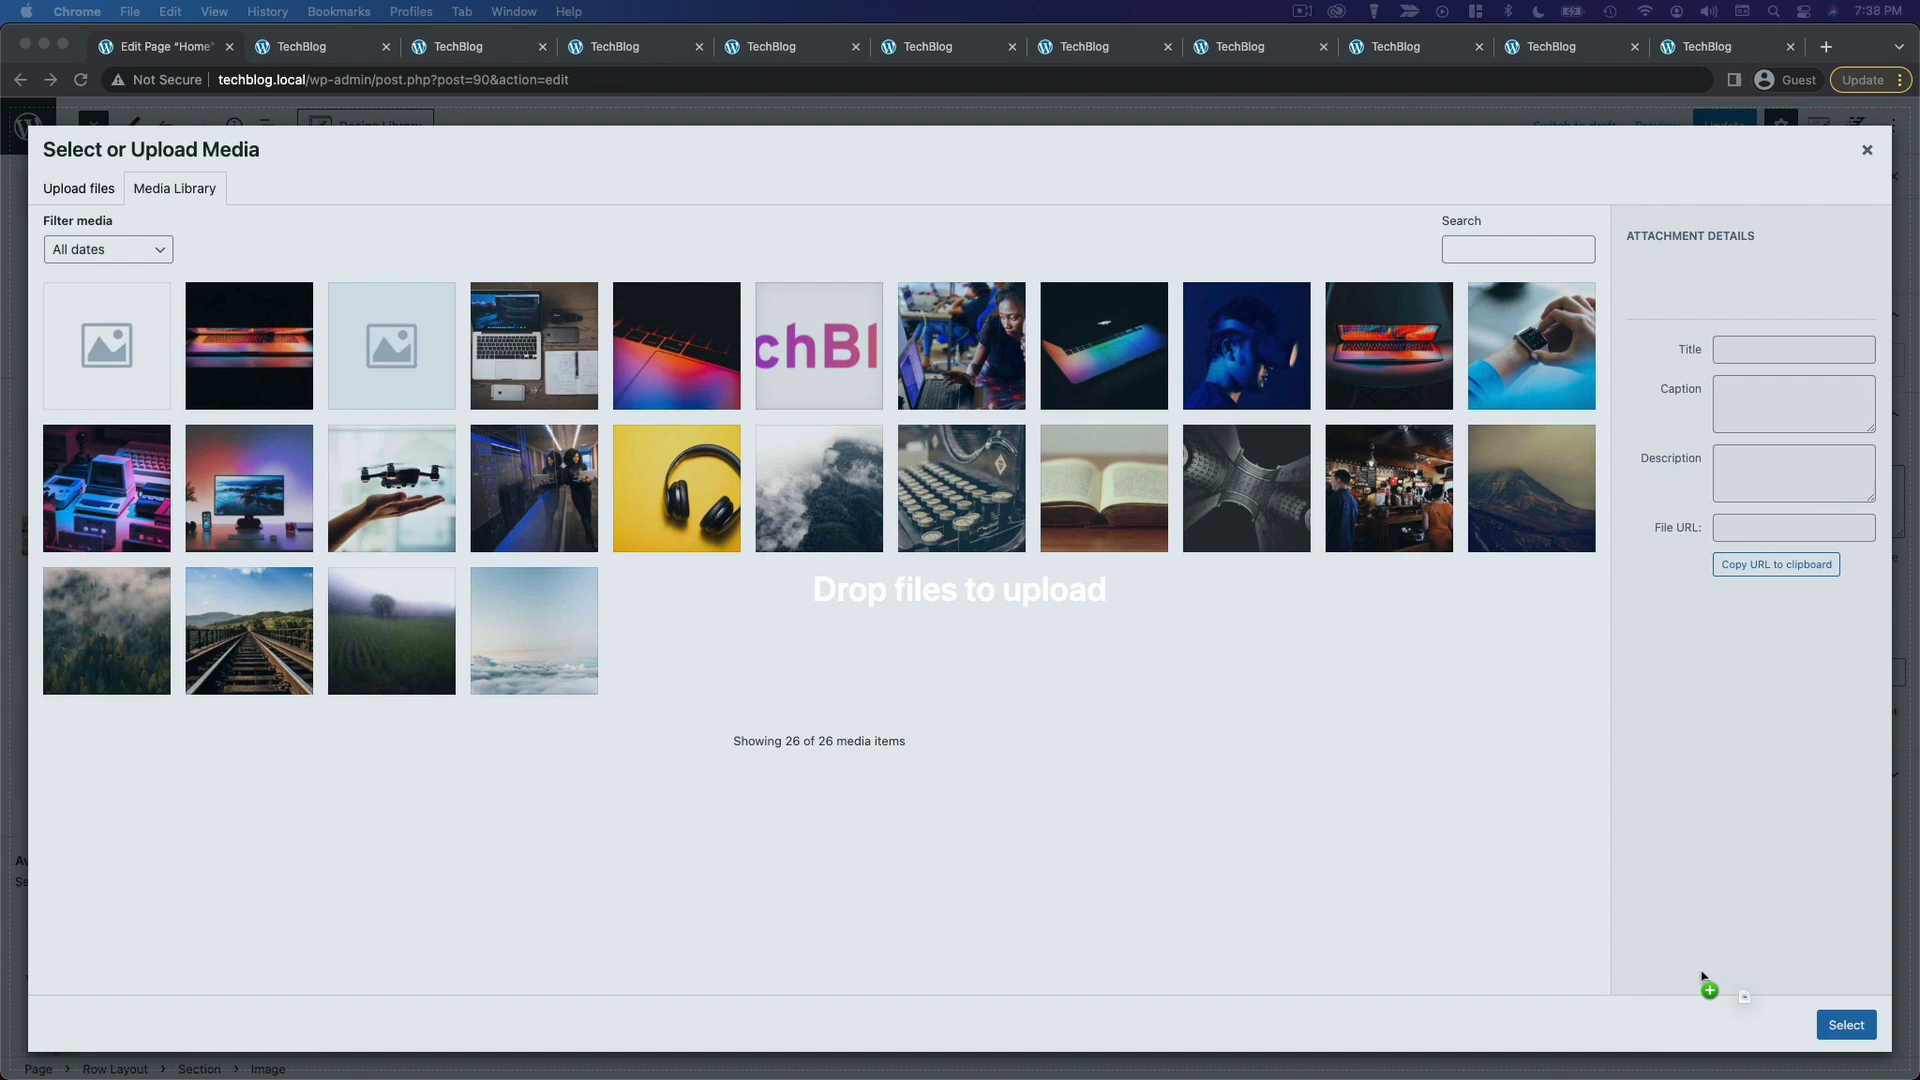 Chrome File Edit View History Bookmarks Profiles Tab Window Help 7:38 PM
Edit Page "Home" TechBlog TechBlog TechBlog TechBlog TechBlog TechBlog TechBlog TechBlog TechBlog TechBlog
Not Secure techblog.local/wp-admin/post.php?post=90&action=edit Guest Update
Design Library Switch to draft Preview Update
Select or Upload Media
Upload files Media Library
Filter media Search
All dates
ATTACHMENT DETAILS
chBl
Title
Caption
Description
File URL:
Copy URL to clipboard
Drop files to upload
Showing 26 of 26 media items
Select
Page Row Layout Section Image